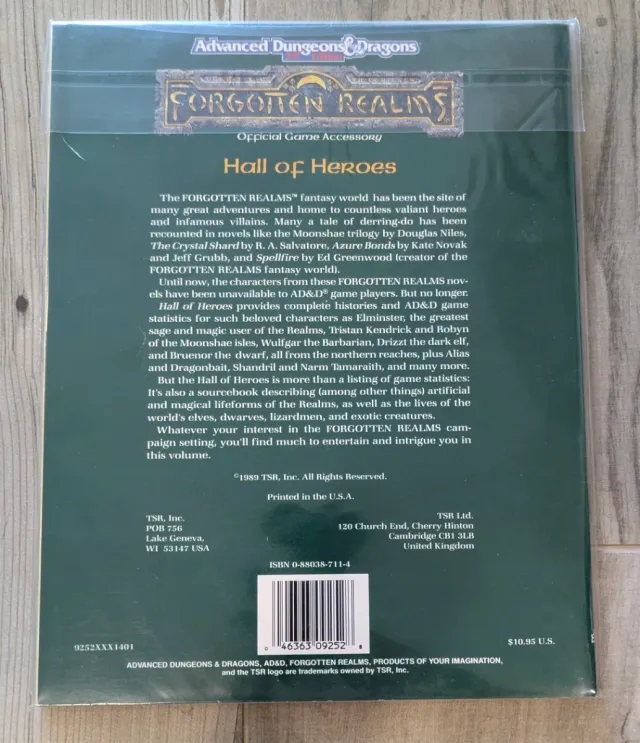 Advanced Dungeons & Dragons
FORGOTTEN REALMS
Official Game Accessory
Hall of Heroes
The FORGOTTEN REALMS™ fantasy world has been the site of
many great adventures and home to countless valiant heroes
and infamous villains. Many a tale of derring-do has been
recounted in novels like the Moonshae trilogy by Douglas Niles,
The Crystal Shard by R. A. Salvatore, Azure Bonds by Kate Novak
and Jeff Grubb, and Spellfire by Ed Greenwood (creator of the
FORGOTTEN REALMS fantasy world).
Until now, the characters from these FORGOTTEN REALMS nov-
els have been unavailable to AD&D® game players. But no longer.
Hall of Heroes provides complete histories and AD&D game
statistics for such beloved characters as Elminster, the greatest
sage and magic user of the Realms, Tristan Kendrick and Robyn
of the Moonshae isles, Wulfgar the Barbarian, Drizzt the dark elf,
and Bruenor the dwarf, all from the northern reaches, plus Alias
and Dragonbait, Shandril and Narm Tamaraith, and many more.
But the Hall of Heroes is more than a listing of game statistics:
It's also a sourcebook describing (among other things) artificial
and magical lifeforms of the Realms, as well as the lives of the
world's elves, dwarves, lizardmen, and exotic creatures.
Whatever your interest in the FORGOTTEN REALMS cam-
paign setting, you'll find much to entertain and intrigue you in
this volume.
©1989 TSR, Inc. All Rights Reserved.
Printed in the U.S.A.
TSR, Inc.
POB 756
Lake Geneva,
WI 53147 USA
TSR Ltd.
120 Church End, Cherry Hinton
Cambridge CB1 3LB
United Kingdom
ISBN 0-88038-711-4
0 46363 09252 8
9252XXX1401
$10.95 U.S.
ADVANCED DUNGEONS & DRAGONS, AD&D, FORGOTTEN REALMS, PRODUCTS OF YOUR IMAGINATION,
and the TSR logo are trademarks owned by TSR, Inc.